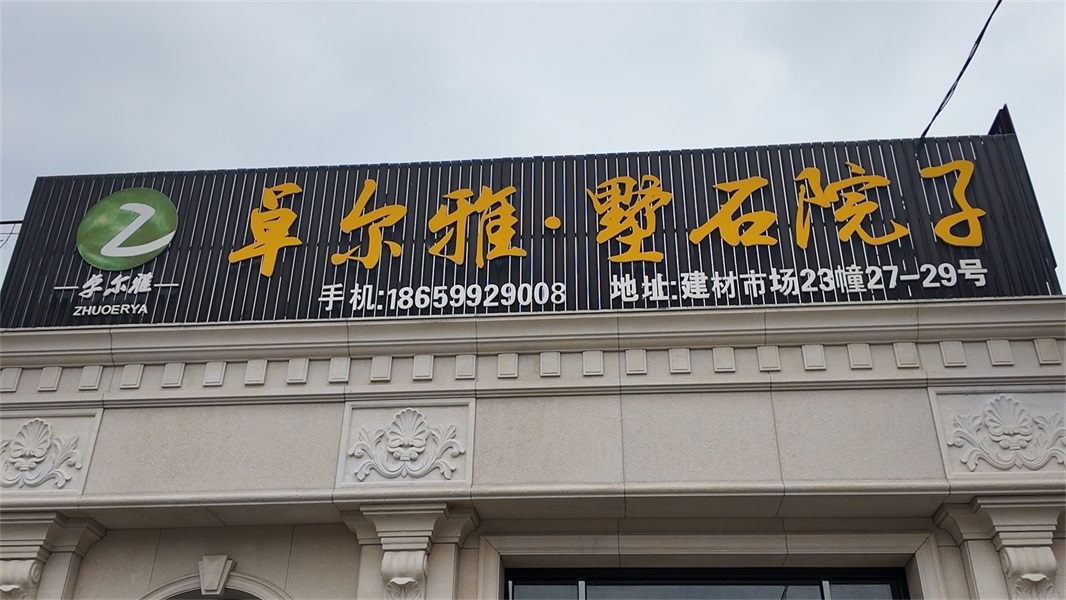 卓尔雅·墅石院子
卓尔雅
ZHUOERYA
手机:18659929008
地址:建材市场23幢27-29号